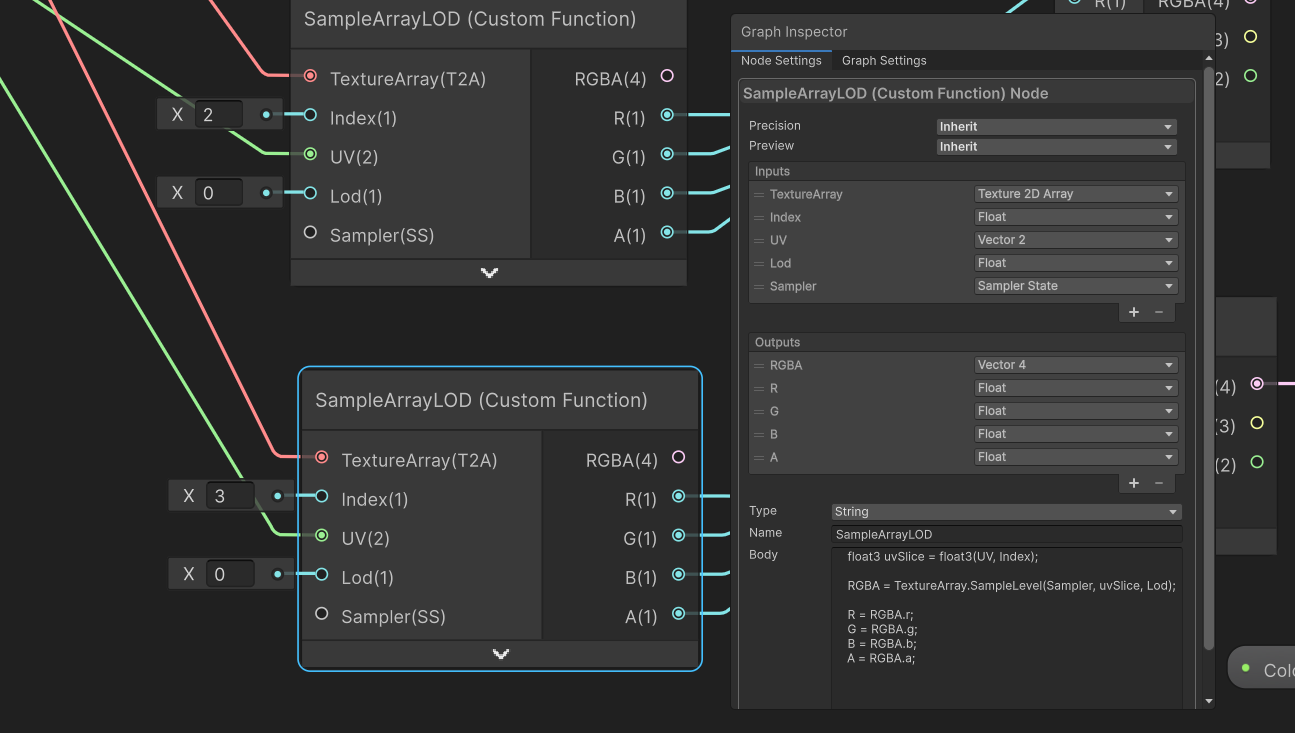 SampleArrayLOD (Custom Function)
TextureArray(T2A)
RGBA(4)
X 2
Index(1)
R(1)
UV(2)
G(1)
X 0
Lod(1)
B(1)
Sampler(SS)
A(1)
SampleArrayLOD (Custom Function)
TextureArray(T2A)
RGBA(4)
X 3
Index(1)
R(1)
UV(2)
G(1)
X 0
Lod(1)
B(1)
Sampler(SS)
A(1)
R(1) RGBA(4)
3)
2)
Graph Inspector
Node Settings Graph Settings
SampleArrayLOD (Custom Function) Node
Precision Inherit
Preview Inherit
Inputs
= TextureArray Texture 2D Array
= Index Float
= UV Vector 2
= Lod Float
= Sampler Sampler State
+ −
Outputs
= RGBA Vector 4
= R Float
= G Float
= B Float
= A Float
+ −
Type String
Name SampleArrayLOD
Body
float3 uvSlice = float3(UV, Index);
RGBA = TextureArray.SampleLevel(Sampler, uvSlice, Lod);
R = RGBA.r;
G = RGBA.g;
B = RGBA.b;
A = RGBA.a;
(4)
(3)
(2)
Colo